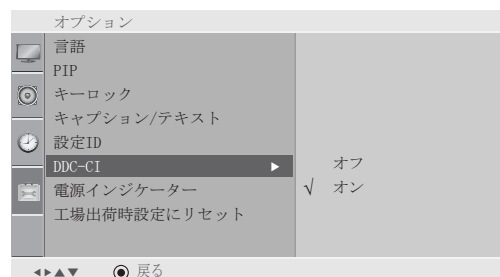 オプション
言語
PIP
キーロック
キャプション/テキスト
設定ID
DDC-CI ▶
オフ
√ オン
電源インジケーター
工場出荷時設定にリセット
◀▶▲▼ ◉ 戻る